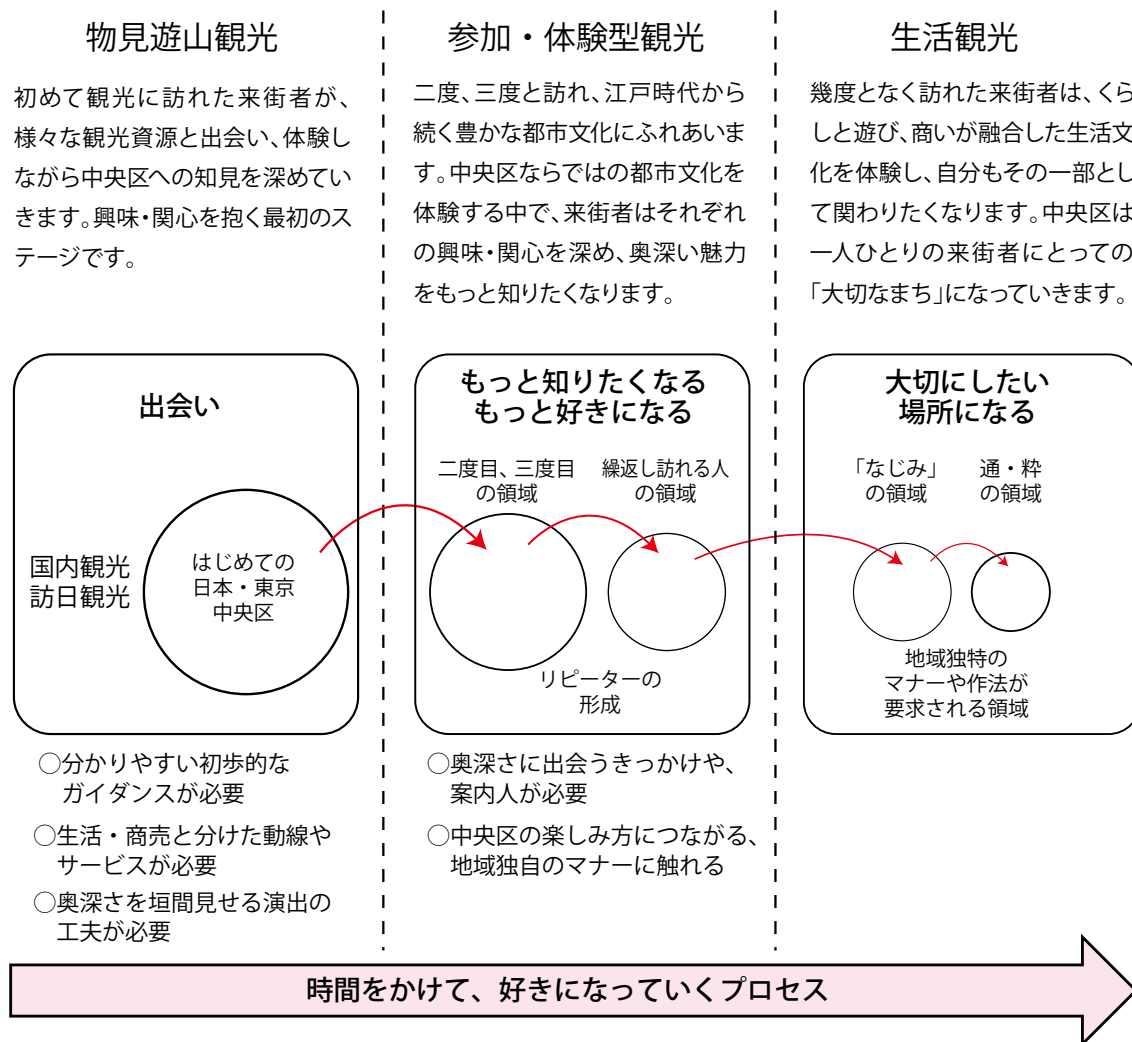 物見遊山観光
初めて観光に訪れた来街者が、
様々な観光資源と出会い、体験し
ながら中央区への知見を深めてい
きます。興味・関心を抱く最初のス
テージです。
参加・体験型観光
二度、三度と訪れ、江戸時代から
続く豊かな都市文化にふれあいま
す。中央区ならではの都市文化を
体験する中で、来街者はそれぞれ
の興味・関心を深め、奥深い魅力
をもっと知りたくなります。
生活観光
幾度となく訪れた来街者は、くら
しと遊び、商いが融合した生活文
化を体験し、自分もその一部とし
て関わりたくなります。中央区は
一人ひとりの来街者にとっての
「大切なまち」になっていきます。
出会い
国内観光
訪日観光
はじめての
日本・東京
中央区
もっと知りたくなる
もっと好きになる
二度目、三度目
の領域
繰返し訪れる人
の領域
リピーターの
形成
大切にしたい
場所になる
「なじみ」
の領域
通・粋
の領域
地域独特の
マナーや作法が
要求される領域
○分かりやすい初歩的な
ガイダンスが必要
○生活・商売と分けた動線や
サービスが必要
○奥深さを垣間見せる演出の
工夫が必要
○奥深さに出会うきっかけや、
案内人が必要
○中央区の楽しみ方につながる、
地域独自のマナーに触れる
時間をかけて、好きになっていくプロセス